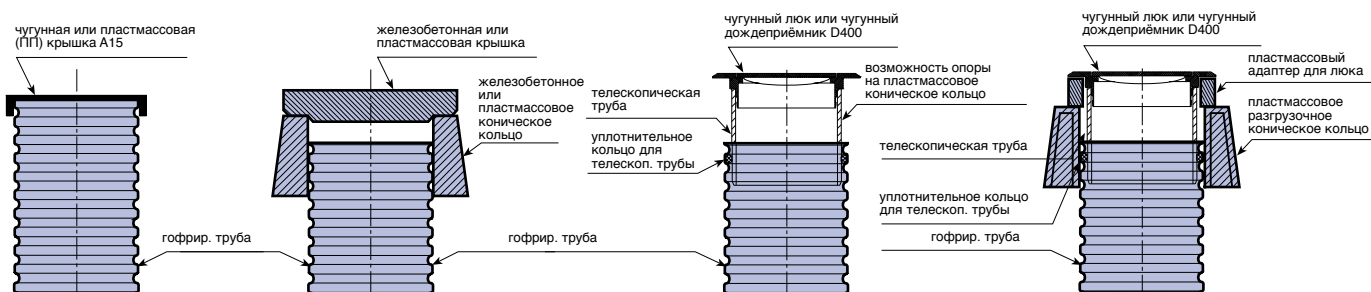 чугунная или пластмассовая
(ПП) крышка A15
гофрир. труба
железобетонная или
пластмассовая крышка
железобетонное
или
пластмассовое
коническое
кольцо
гофрир. труба
чугунный люк или чугунный
дождеприёмник D400
телескопическая
труба
уплотнительное
кольцо для
телескоп. трубы
возможность опоры
на пластмассовое
коническое кольцо
чугунный люк или чугунный
дождеприёмник D400
пластмассовый
адаптер для люка
пластмассовое
разгрузочное
коническое кольцо
телескопическая труба
уплотнительное кольцо
для телескоп. трубы
гофрир. труба